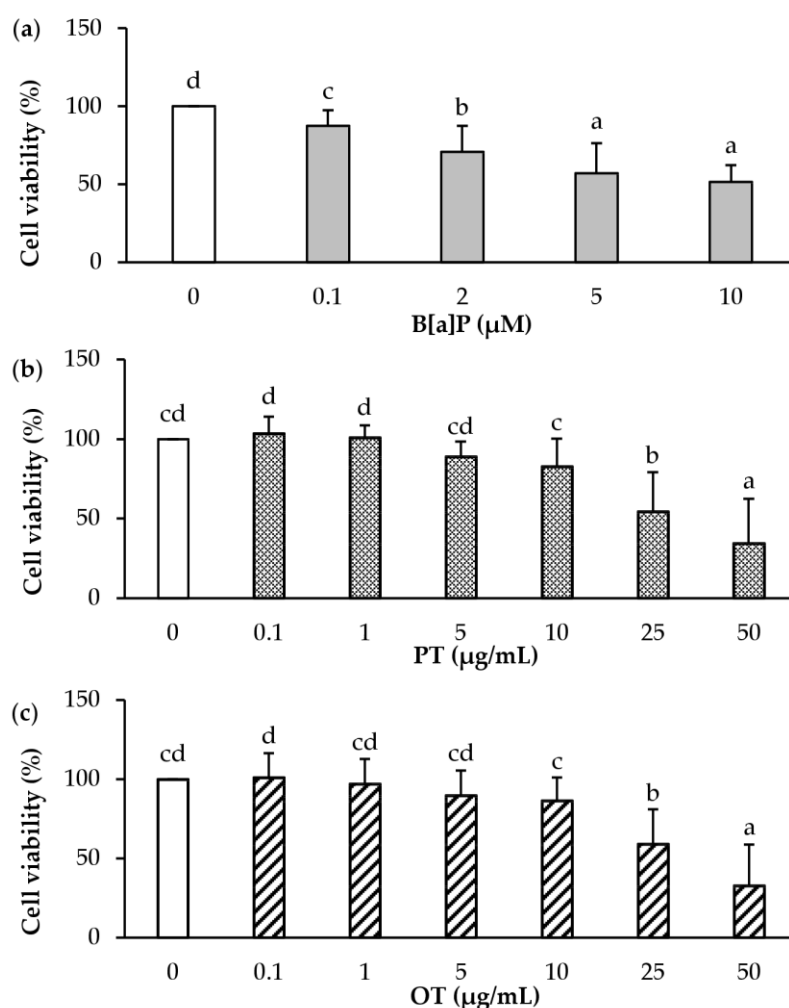 (a)
Cell viability (%)
150
100
50
0
d
c
b
a
a
0 0.1 2 5 10
B[a]P (μM)
(b)
Cell viability (%)
150
100
50
0
cd
d
d
cd
c
b
a
0 0.1 1 5 10 25 50
PT (μg/mL)
(c)
Cell viability (%)
150
100
50
0
cd
d
cd
cd
c
b
a
0 0.1 1 5 10 25 50
OT (μg/mL)